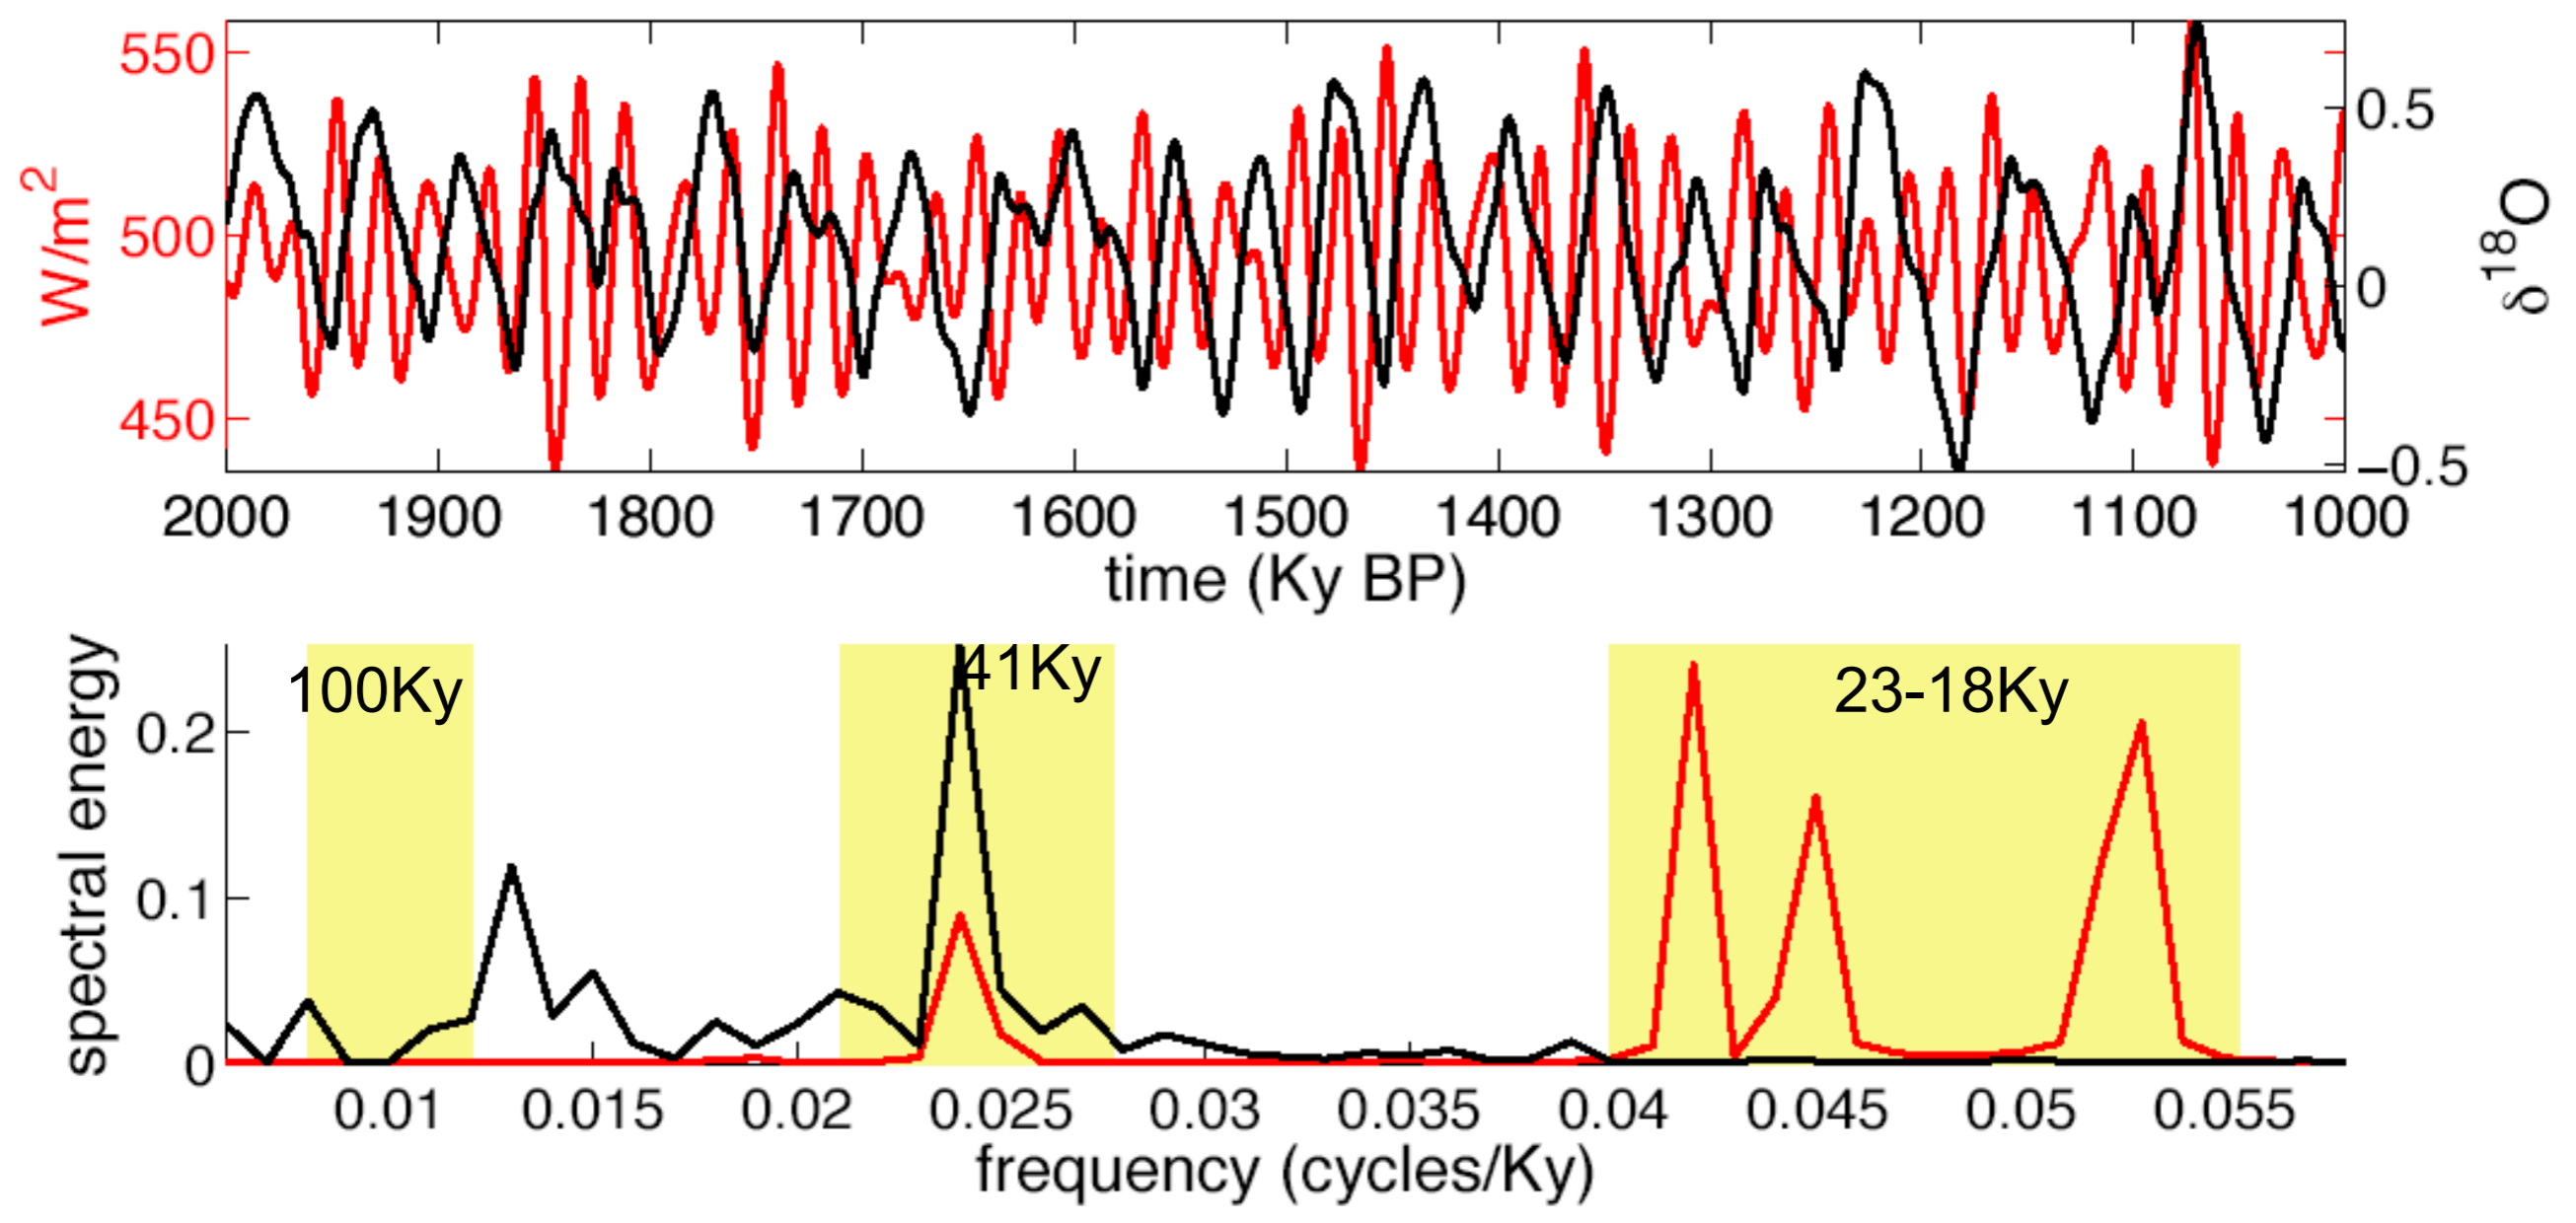 550
500
450
W/m²
0.5
0
−0.5
δ¹⁸O
2000 1900 1800 1700 1600 1500 1400 1300 1200 1100 1000
time (Ky BP)
100Ky 41Ky 23-18Ky
0.2
0.1
0
spectral energy
0.01 0.015 0.02 0.025 0.03 0.035 0.04 0.045 0.05 0.055
frequency (cycles/Ky)